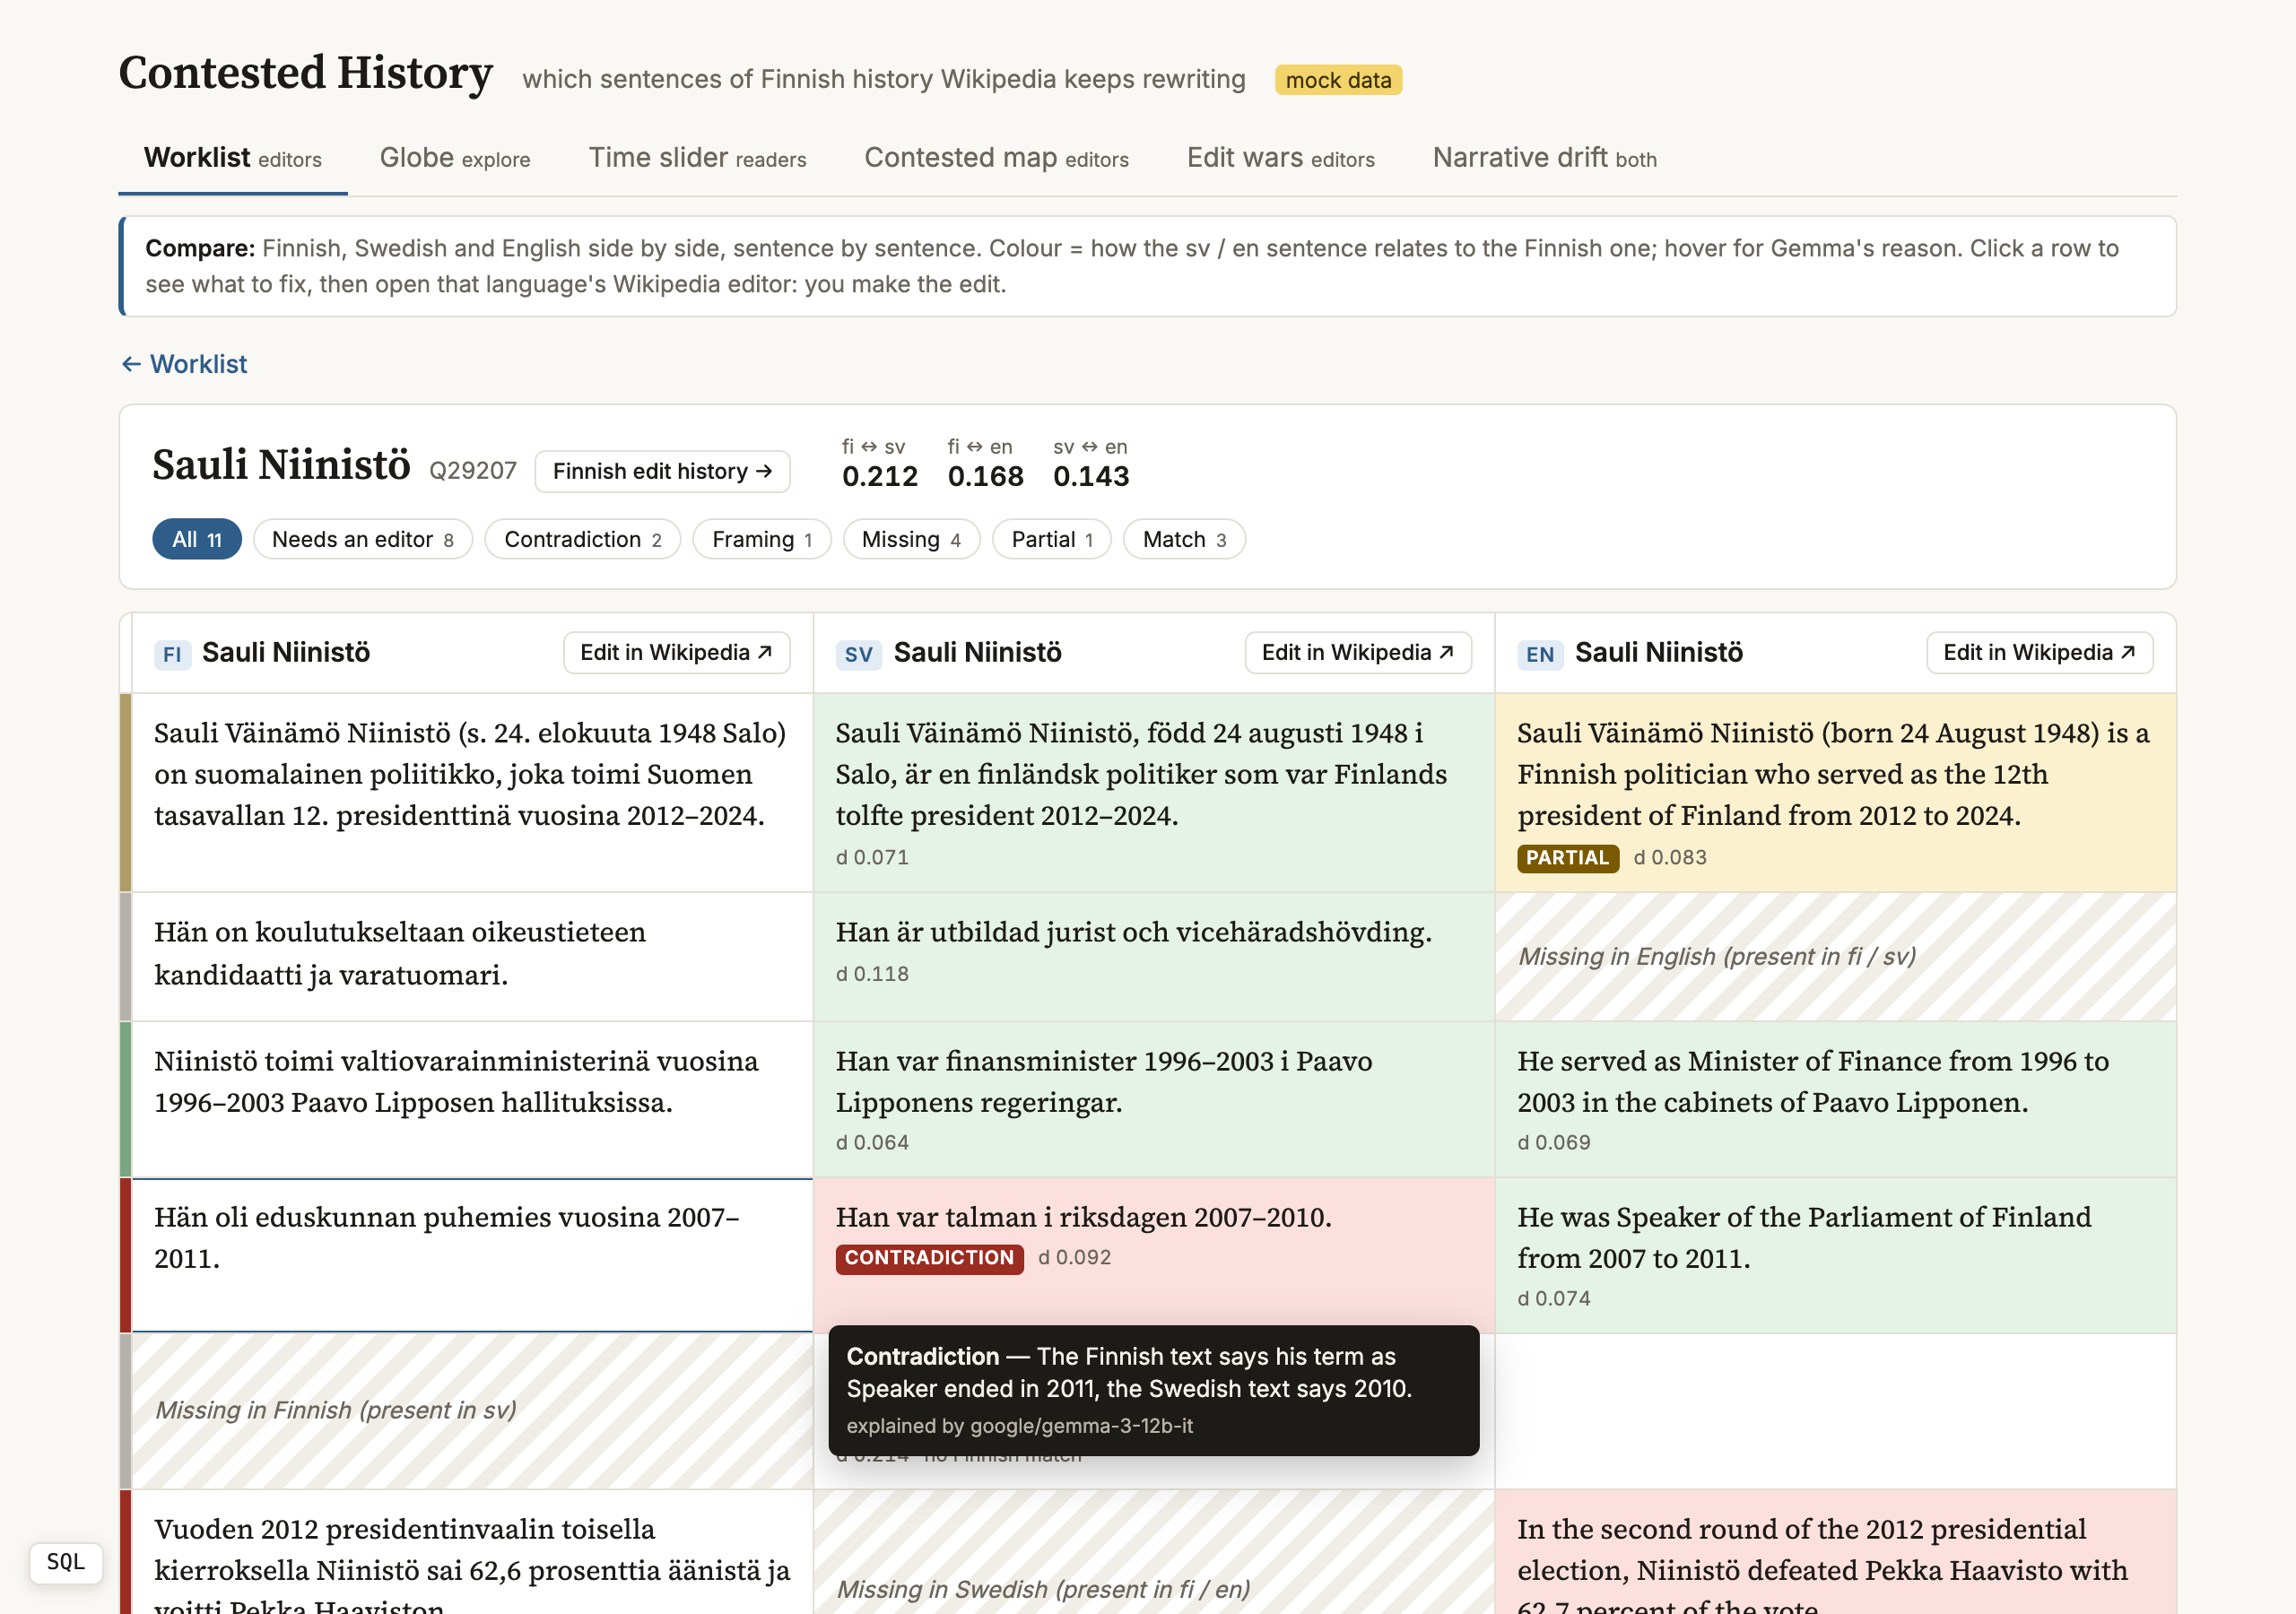 Contested History which sentences of Finnish history Wikipedia keeps rewriting mock data
Worklist editors Globe explore Time slider readers Contested map editors Edit wars editors Narrative drift both
Compare: Finnish, Swedish and English side by side, sentence by sentence. Colour = how the sv / en sentence relates to the Finnish one; hover for Gemma's reason. Click a row to
see what to fix, then open that language's Wikipedia editor: you make the edit.
← Worklist
Sauli Niinistö Q29207 Finnish edit history →
fi ↔ sv fi ↔ en sv ↔ en
0.212 0.168 0.143
All 11 Needs an editor 8 Contradiction 2 Framing 1 Missing 4 Partial 1 Match 3
FI Sauli Niinistö Edit in Wikipedia ↗
SV Sauli Niinistö Edit in Wikipedia ↗
EN Sauli Niinistö Edit in Wikipedia ↗
Sauli Väinämö Niinistö (s. 24. elokuuta 1948 Salo)
on suomalainen poliitikko, joka toimi Suomen
tasavallan 12. presidenttinä vuosina 2012–2024.
Sauli Väinämö Niinistö, född 24 augusti 1948 i
Salo, är en finländsk politiker som var Finlands
tolfte president 2012–2024.
d 0.071
Sauli Väinämö Niinistö (born 24 August 1948) is a
Finnish politician who served as the 12th
president of Finland from 2012 to 2024.
PARTIAL d 0.083
Hän on koulutukseltaan oikeustieteen
kandidaatti ja varatuomari.
Han är utbildad jurist och vicehäradshövding.
d 0.118
Missing in English (present in fi / sv)
Niinistö toimi valtiovarainministerinä vuosina
1996–2003 Paavo Lipposen hallituksissa.
Han var finansminister 1996–2003 i Paavo
Lipponens regeringar.
d 0.064
He served as Minister of Finance from 1996 to
2003 in the cabinets of Paavo Lipponen.
d 0.069
Hän oli eduskunnan puhemies vuosina 2007–
2011.
Han var talman i riksdagen 2007–2010.
CONTRADICTION d 0.092
He was Speaker of the Parliament of Finland
from 2007 to 2011.
d 0.074
Missing in Finnish (present in sv)
Contradiction — The Finnish text says his term as
Speaker ended in 2011, the Swedish text says 2010.
explained by google/gemma-3-12b-it
Vuoden 2012 presidentinvaalin toisella
kierroksella Niinistö sai 62,6 prosenttia äänistä ja
voitti Pekka Haaviston
Missing in Swedish (present in fi / en)
In the second round of the 2012 presidential
election, Niinistö defeated Pekka Haavisto with
62.7 percent of the vote
SQL